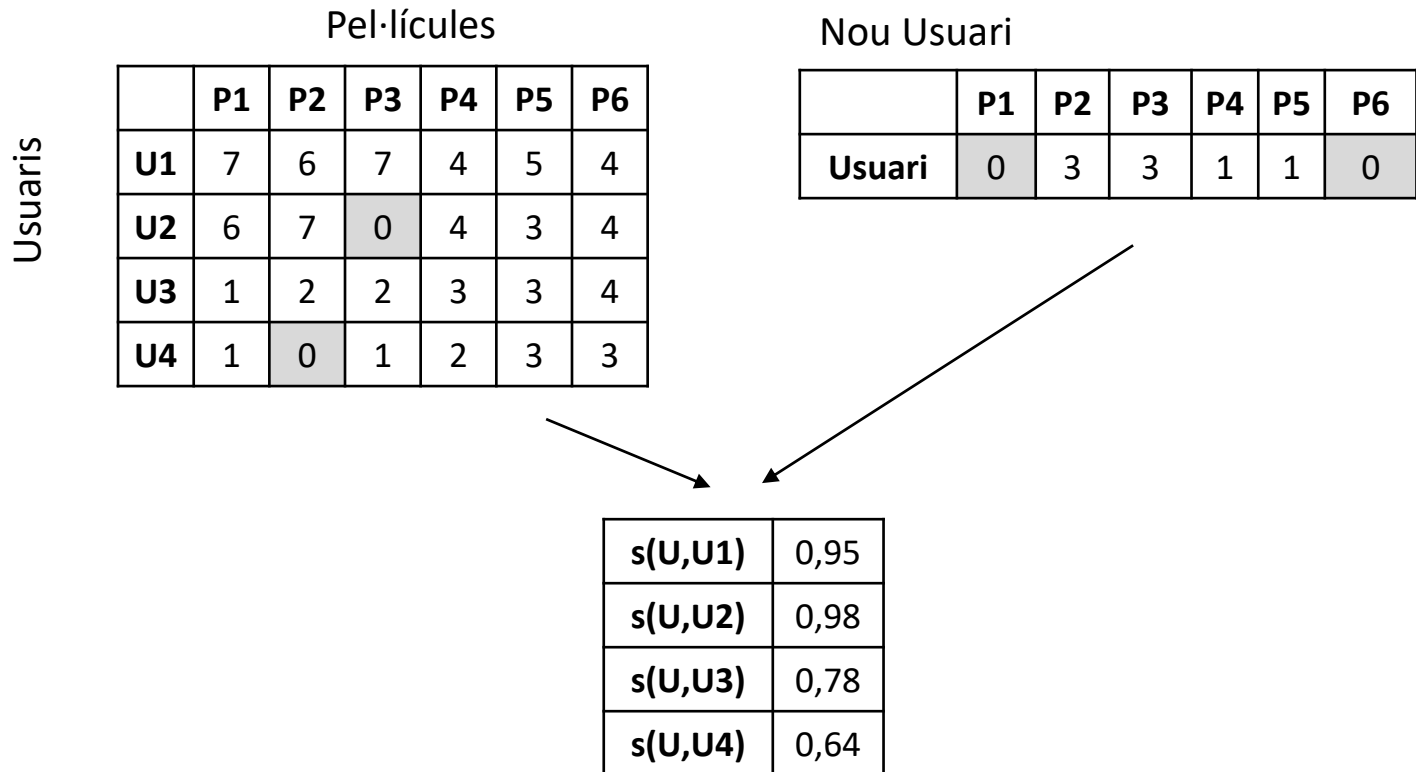 Pel·lícules
Usuaris
P1 P2 P3 P4 P5 P6
U1 7 6 7 4 5 4
U2 6 7 0 4 3 4
U3 1 2 2 3 3 4
U4 1 0 1 2 3 3
Nou Usuari
P1 P2 P3 P4 P5 P6
Usuari 0 3 3 1 1 0
s(U,U1) 0,95
s(U,U2) 0,98
s(U,U3) 0,78
s(U,U4) 0,64